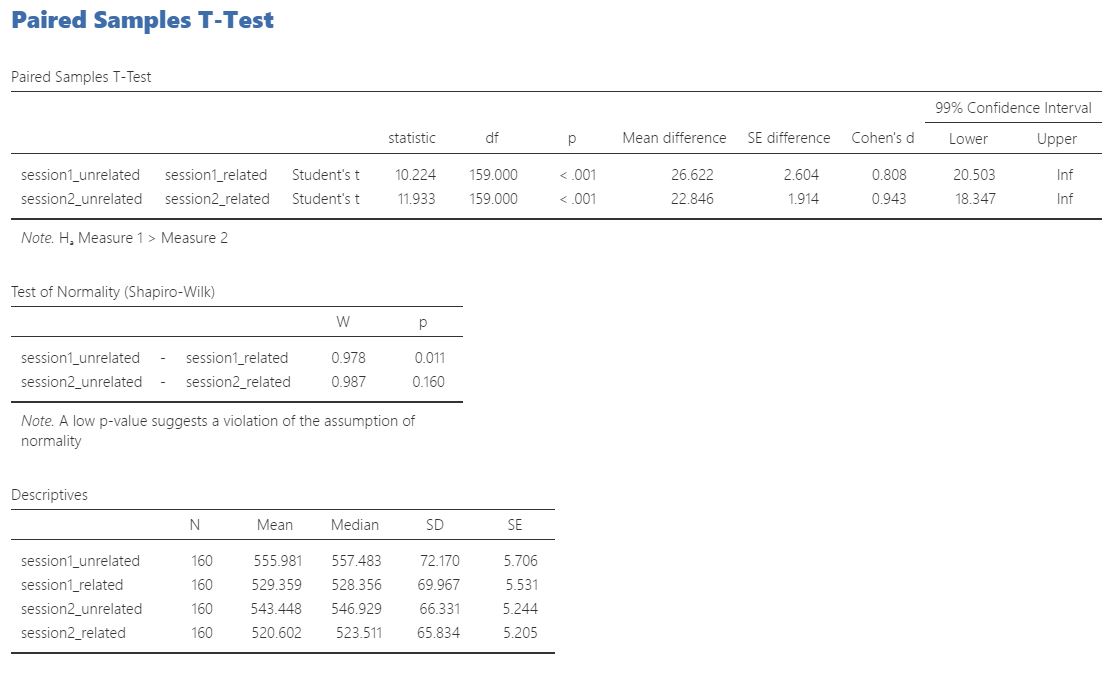 Paired Samples T-Test
Paired Samples T-Test
99% Confidence Interval
statistic df p Mean difference SE difference Cohen's d Lower Upper
session1_unrelated session1_related Student's t 10.224 159.000 < .001 26.622 2.604 0.808 20.503 Inf
session2_unrelated session2_related Student's t 11.933 159.000 < .001 22.846 1.914 0.943 18.347 Inf
Note. Hₐ Measure 1 > Measure 2
Test of Normality (Shapiro-Wilk)
W p
session1_unrelated - session1_related 0.978 0.011
session2_unrelated - session2_related 0.987 0.160
Note. A low p-value suggests a violation of the assumption of
normality
Descriptives
N Mean Median SD SE
session1_unrelated 160 555.981 557.483 72.170 5.706
session1_related 160 529.359 528.356 69.967 5.531
session2_unrelated 160 543.448 546.929 66.331 5.244
session2_related 160 520.602 523.511 65.834 5.205